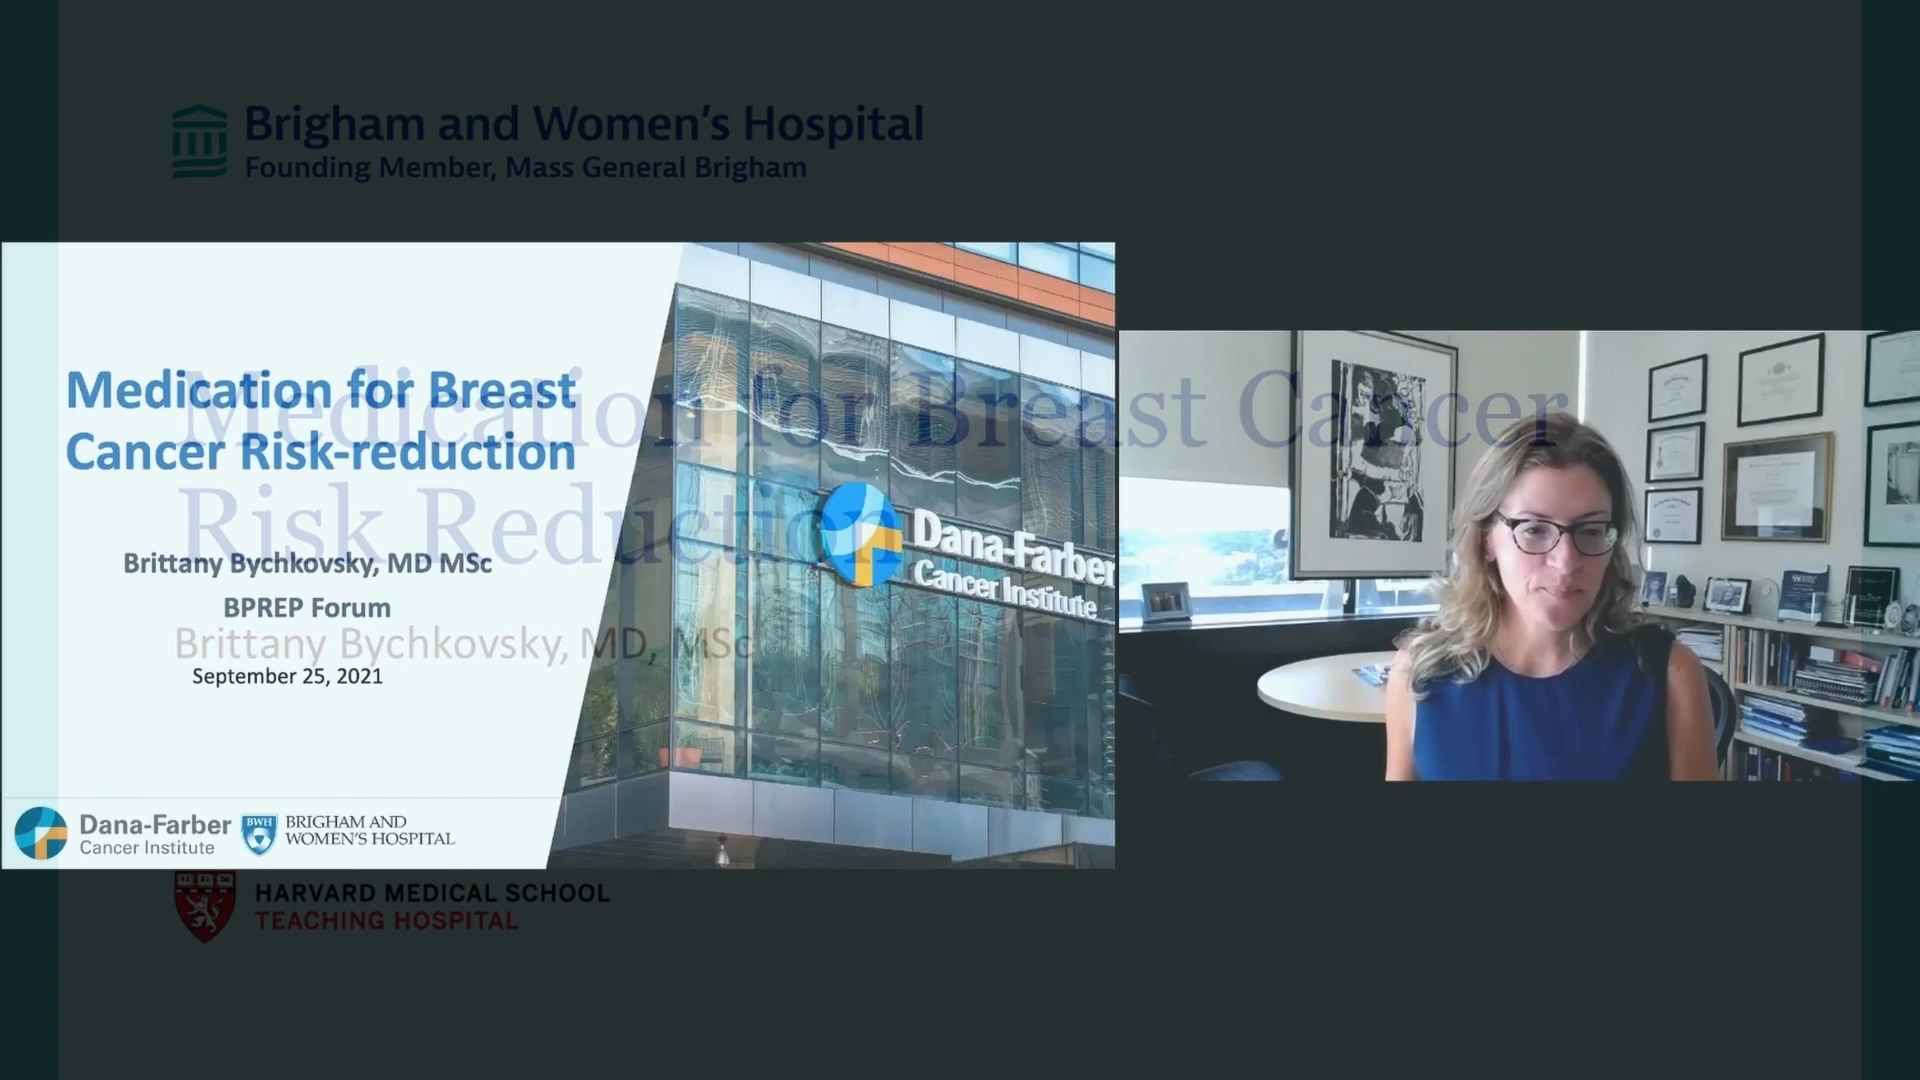 Brigham and Women's Hospital
Founding Member, Mass General Brigham
Medication for Breast Cancer
Risk Reduction
Brittany Bychkovsky, MD, MSc
Medication for Breast
Cancer Risk-reduction
Brittany Bychkovsky, MD MSc
BPREP Forum
September 25, 2021
Dana-Farber
Cancer Institute
Dana-Farber
Cancer Institute
BWH
BRIGHAM AND
WOMEN'S HOSPITAL
HARVARD MEDICAL SCHOOL
TEACHING HOSPITAL